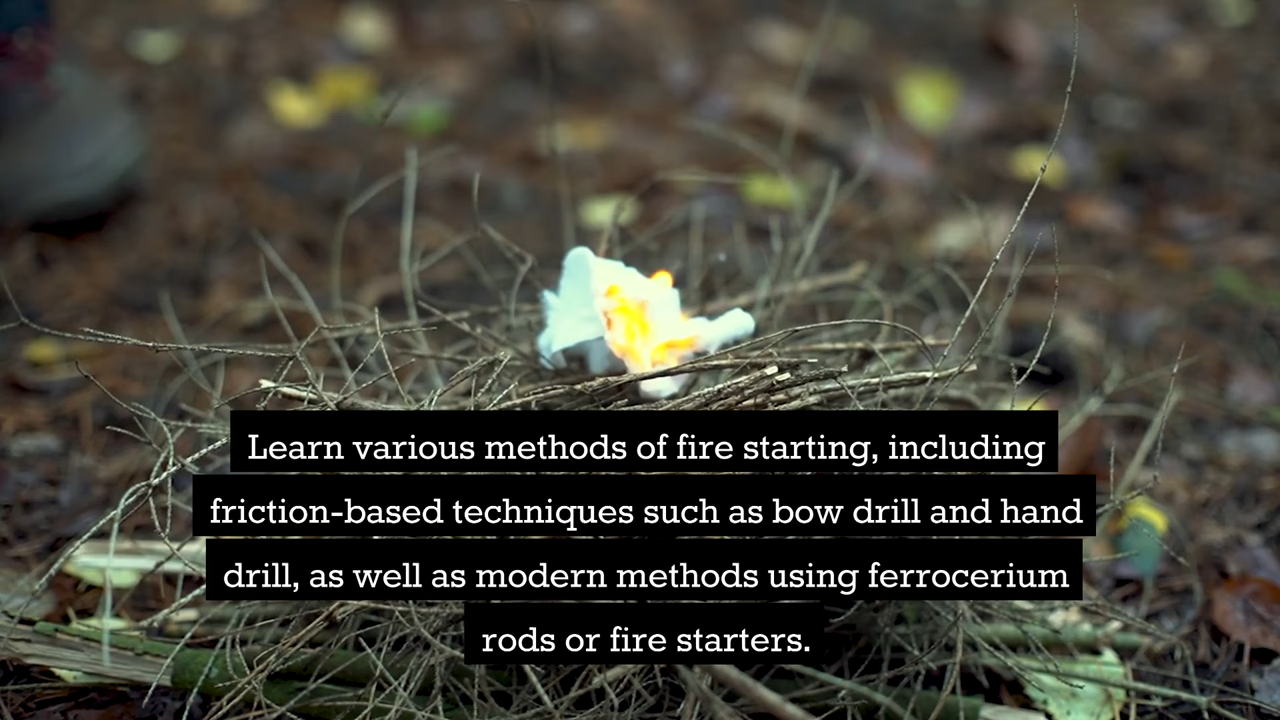 Learn various methods of fire starting, including
friction-based techniques such as bow drill and hand
drill, as well as modern methods using ferrocerium
rods or fire starters.